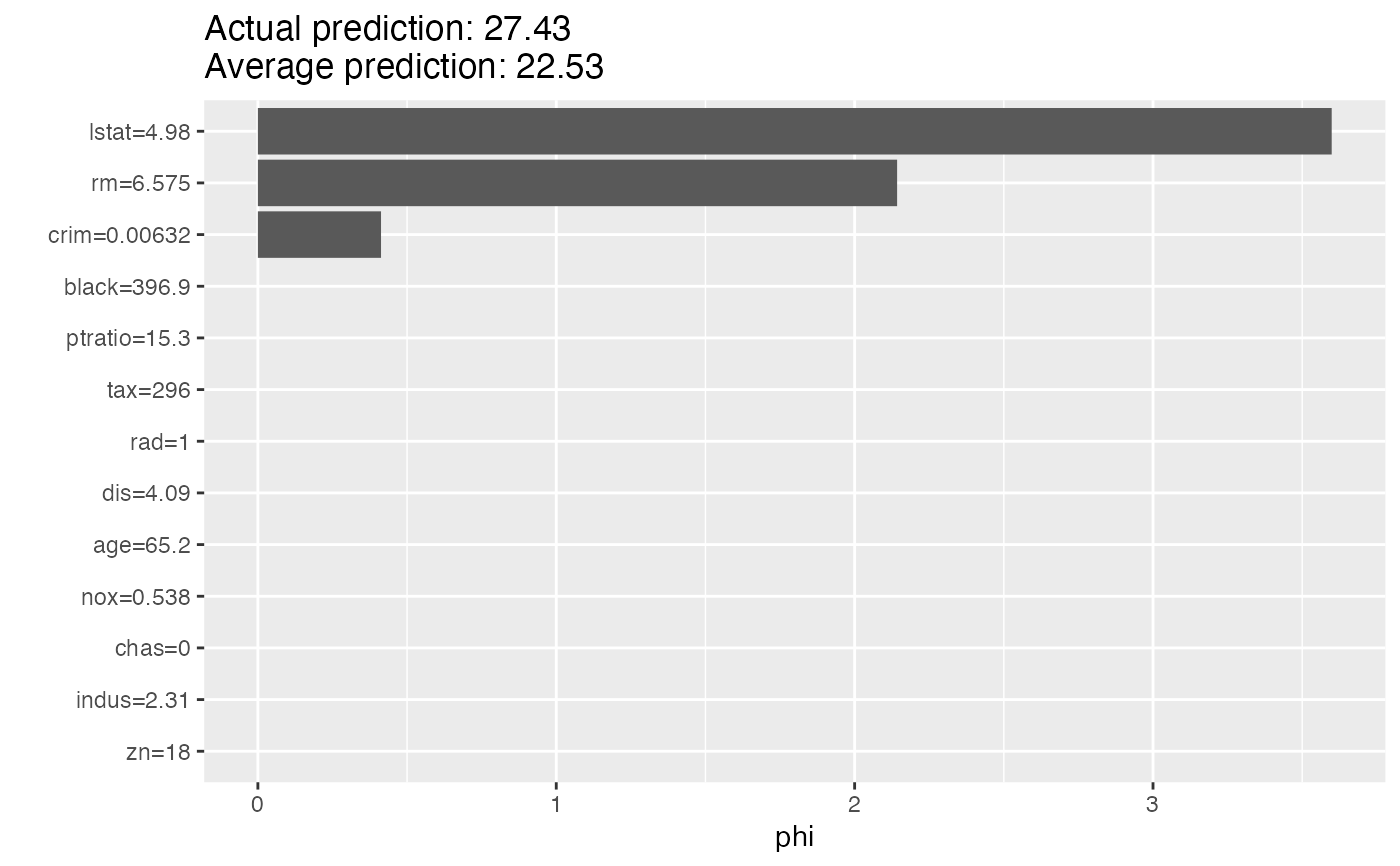 Actual prediction: 27.43
Average prediction: 22.53
lstat=4.98
rm=6.575
crim=0.00632
black=396.9
ptratio=15.3
tax=296
rad=1
dis=4.09
age=65.2
nox=0.538
chas=0
indus=2.31
zn=18
0 1 2 3
phi